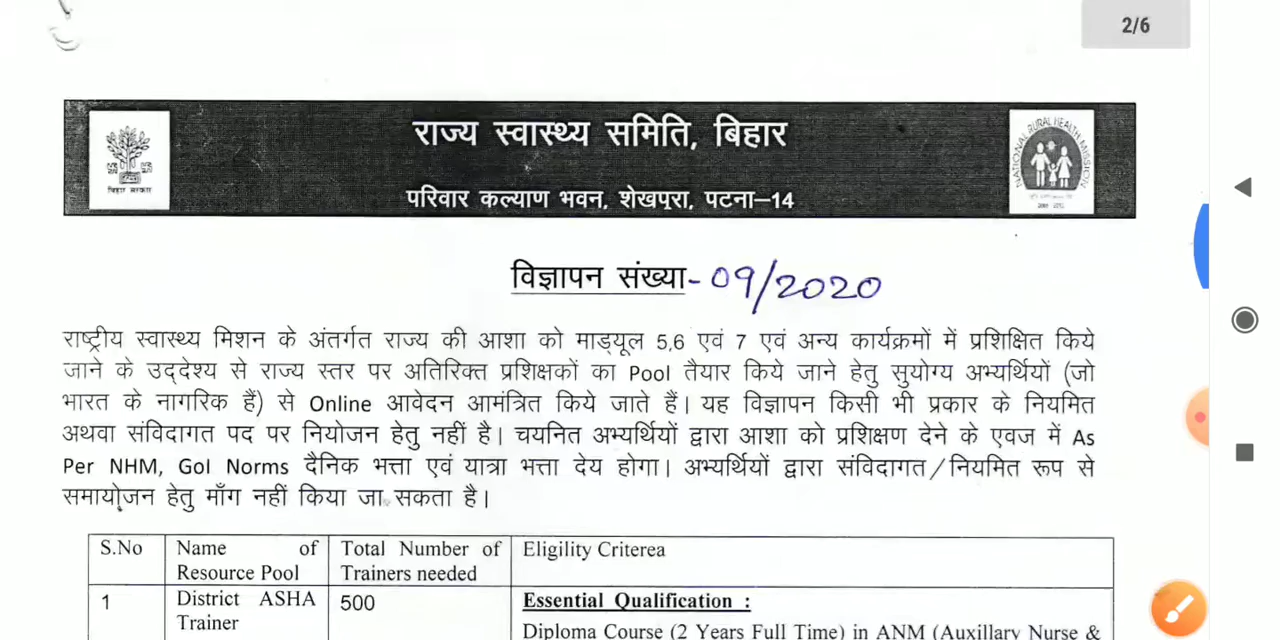 2/6
राज्य स्वास्थ्य समिति, बिहार
बिहार सरकार
NATIONAL RURAL HEALTH MISSION
परिवार कल्याण भवन, शेखपुरा, पटना–14
विज्ञापन संख्या-09/2020
राष्ट्रीय स्वास्थ्य मिशन के अंतर्गत राज्य की आशा को माड्यूल 5,6 एवं 7 एवं अन्य कार्यक्रमों में प्रशिक्षित किये
जाने के उद्देश्य से राज्य स्तर पर अतिरिक्त प्रशिक्षकों का Pool तैयार किये जाने हेतु सुयोग्य अभ्यर्थियों (जो
भारत के नागरिक हैं) से Online आवेदन आमंत्रित किये जाते हैं। यह विज्ञापन किसी भी प्रकार के नियमित
अथवा संविदागत पद पर नियोजन हेतु नहीं है। चयनित अभ्यर्थियों द्वारा आशा को प्रशिक्षण देने के एवज में As
Per NHM, GoI Norms दैनिक भत्ता एवं यात्रा भत्ता देय होगा। अभ्यर्थियों द्वारा संविदागत/नियमित रूप से
समायोजन हेतु माँग नहीं किया जा सकता है।
S.No Name of Total Number of Eligility Criterea
Resource Pool Trainers needed
1 District ASHA 500 Essential Qualification :
Trainer Diploma Course (2 Years Full Time) in ANM (Auxillary Nurse &